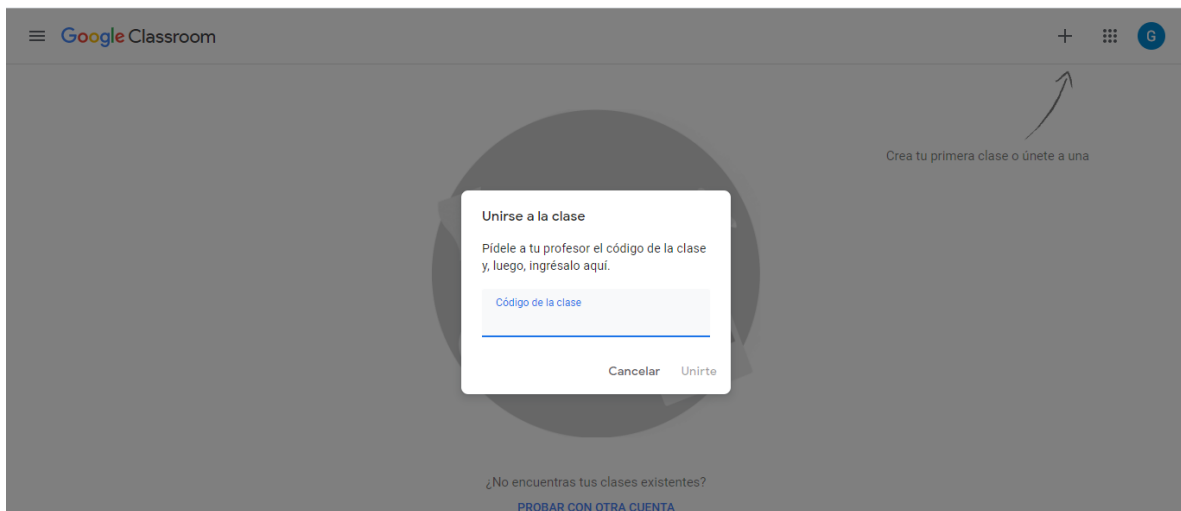 Google Classroom
G
Crea tu primera clase o únete a una
Unirse a la clase
Pídele a tu profesor el código de la clase
y, luego, ingrésalo aquí.
Código de la clase
Cancelar Unirte
¿No encuentras tus clases existentes?
PROBAR CON OTRA CUENTA